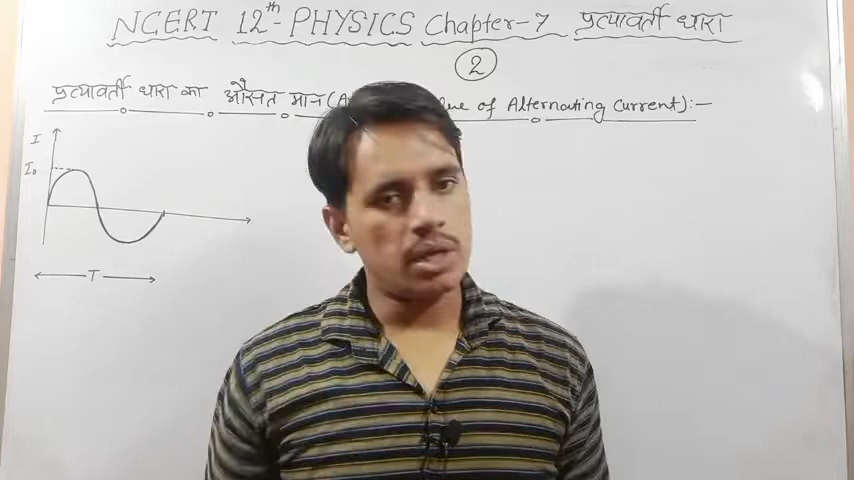 NCERT 12th- PHYSICS Chapter-7 प्रत्यावर्ती धारा
2
प्रत्यावर्ती धारा का औसत मान (A of Alternating Current):-
I
I₀
T